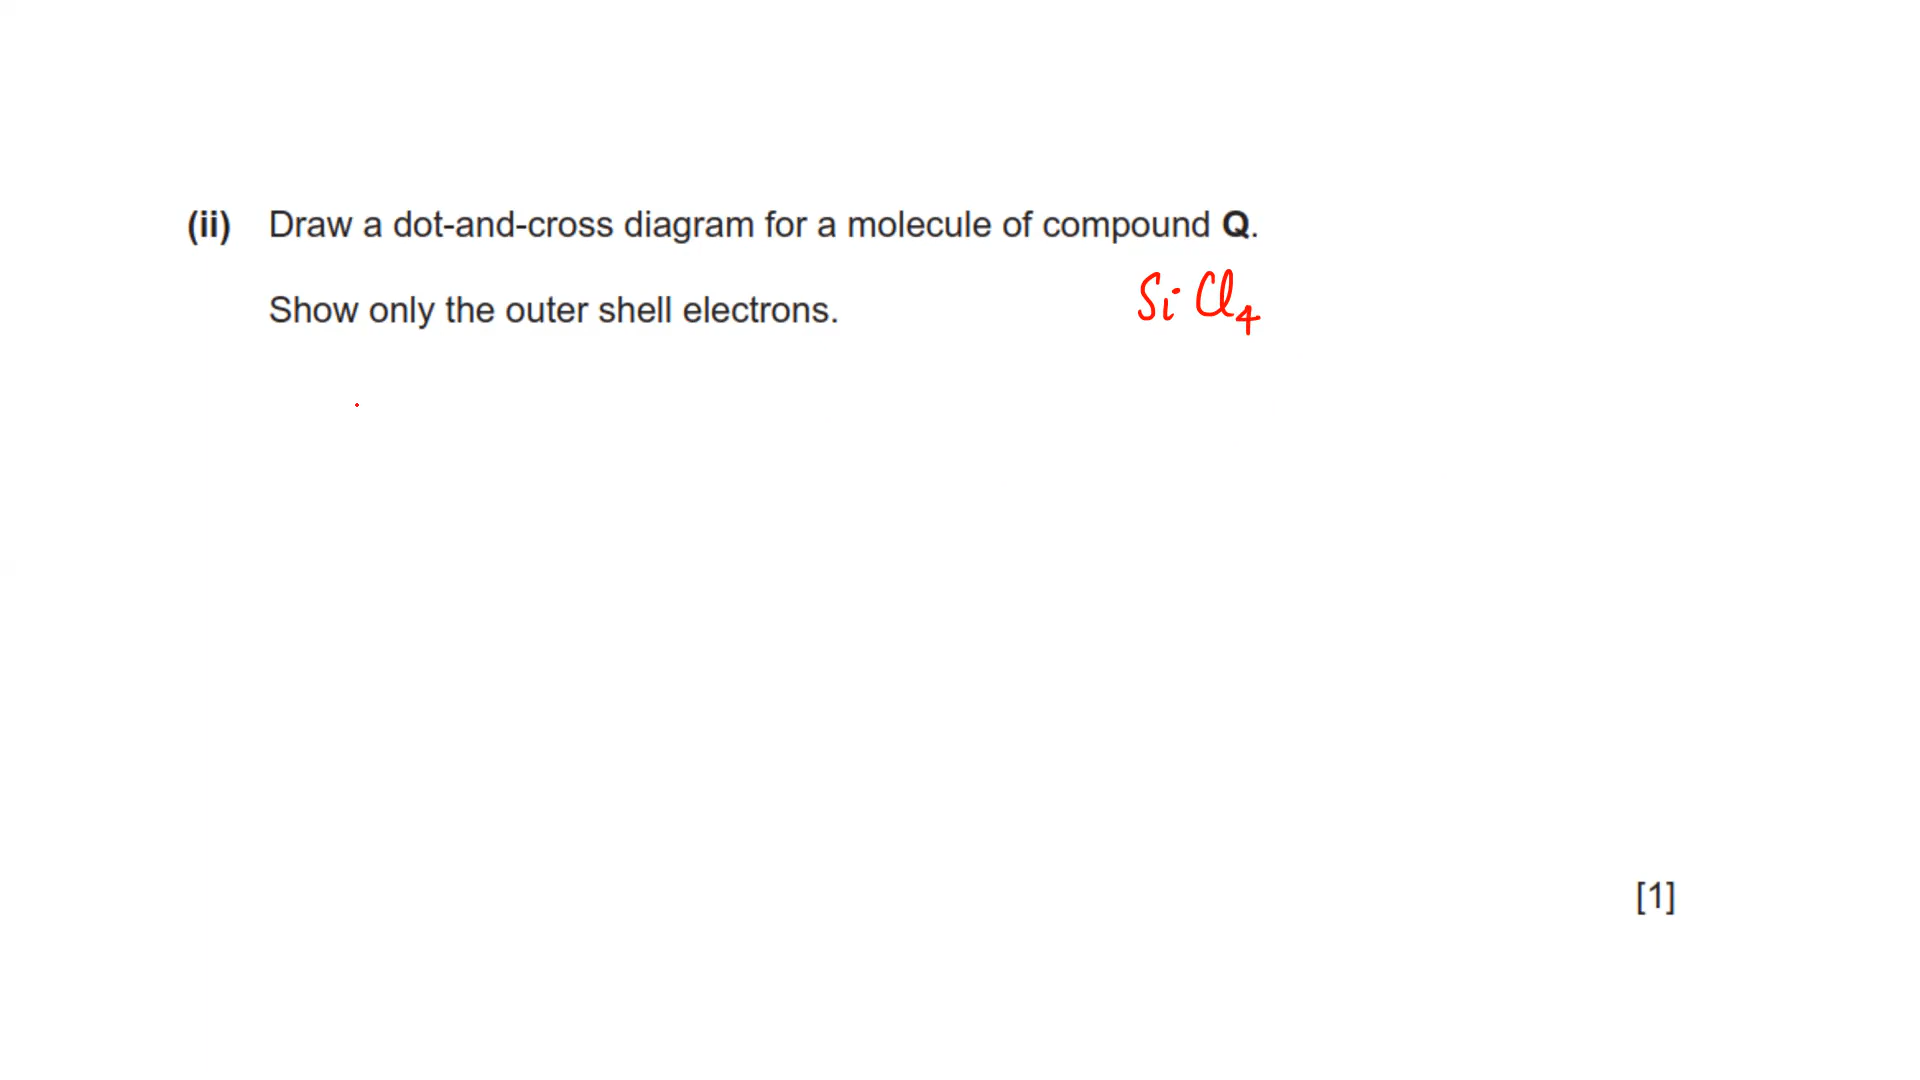 (ii) Draw a dot-and-cross diagram for a molecule of compound Q.
Show only the outer shell electrons.
SiCl₄
[1]